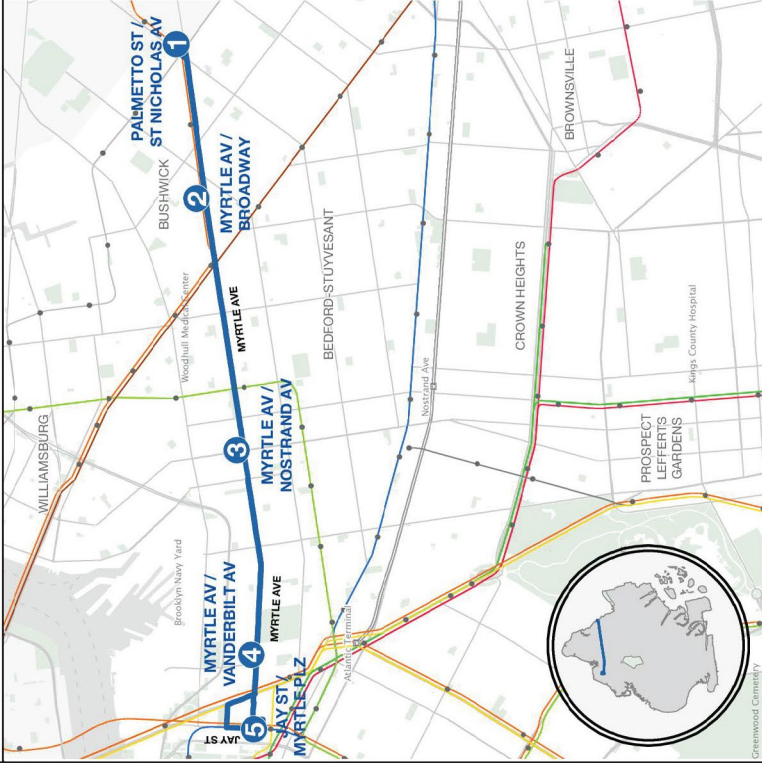 1
PALMETTO ST /
ST NICHOLAS AV
BUSHWICK
2
MYRTLE AV /
BROADWAY
BROWNSVILLE
Woodhull Medical Center
MYRTLE AVE
BEDFORD-STUYVESANT
CROWN HEIGHTS
Kings County Hospital
WILLIAMSBURG
3
MYRTLE AV /
NOSTRAND AV
Nostrand Ave
PROSPECT
LEFFERTS
GARDENS
Brooklyn Navy Yard
MYRTLE AV /
VANDERBILT AV
4
MYRTLE AVE
Atlantic Terminal
JAY ST
5
JAY ST /
MYRTLE PLZ
Greenwood Cemetery